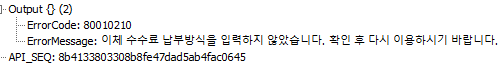 Output {} (2)
ErrorCode: 80010210
ErrorMessage: 이체 수수료 납부방식을 입력하지 않았습니다. 확인 후 다시 이용하시기 바랍니다.
API_SEQ: 8b4133803308b8fe47dad5ab4fac0645